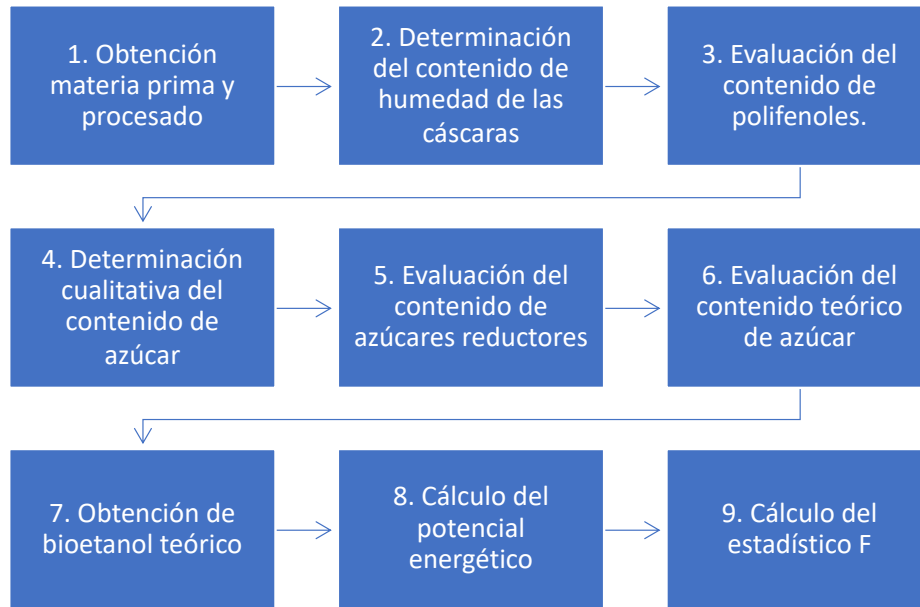 1. Obtención
materia prima y
procesado
2. Determinación
del contenido de
humedad de las
cáscaras
3. Evaluación del
contenido de
polifenoles.
4. Determinación
cualitativa del
contenido de
azúcar
5. Evaluación del
contenido de
azúcares reductores
6. Evaluación del
contenido teórico
de azúcar
7. Obtención de
bioetanol teórico
8. Cálculo del
potencial
energético
9. Cálculo del
estadístico F